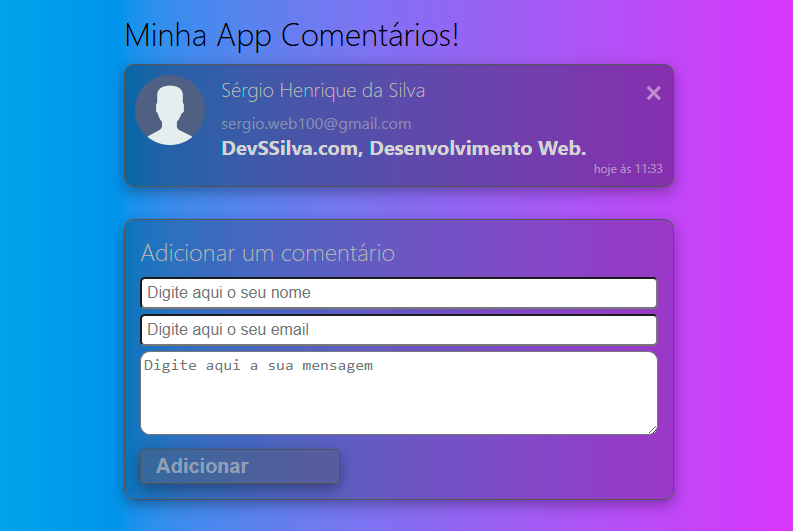 Minha App Comentários!
Sérgio Henrique da Silva
×
sergio.web100@gmail.com
DevSSilva.com, Desenvolvimento Web.
hoje às 11:33
Adicionar um comentário
Digite aqui o seu nome
Digite aqui o seu email
Digite aqui a sua mensagem
Adicionar